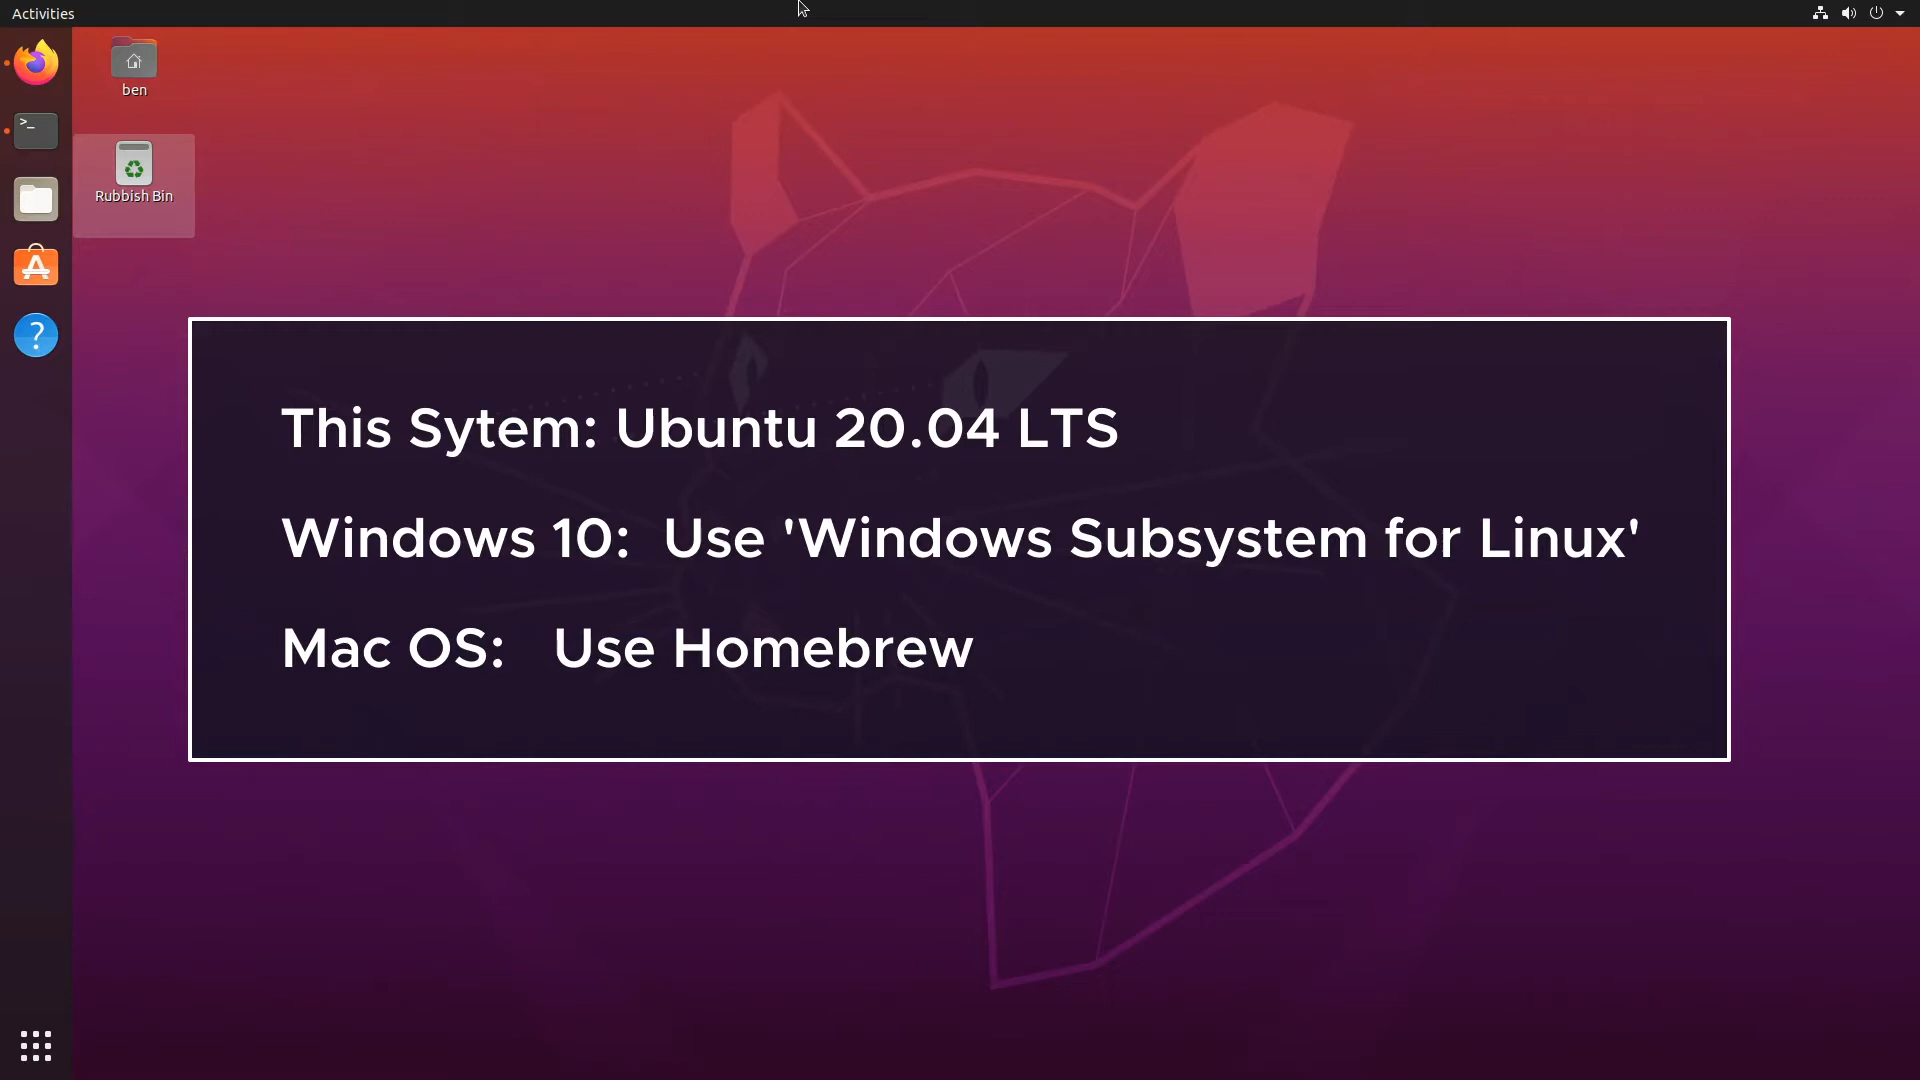 Activities
ben
>_
Rubbish Bin
?
This Sytem: Ubuntu 20.04 LTS
Windows 10: Use 'Windows Subsystem for Linux'
Mac OS: Use Homebrew